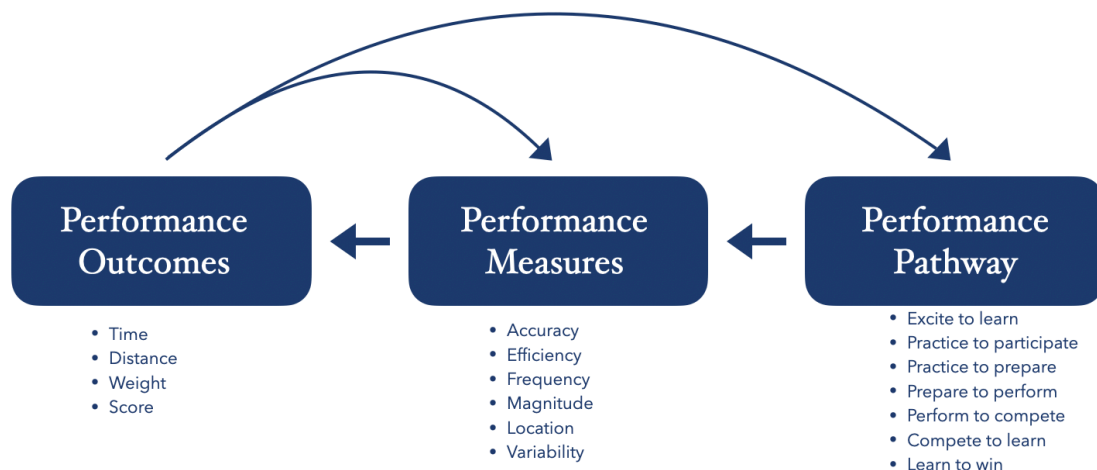 Performance
Outcomes
• Time
• Distance
• Weight
• Score
Performance
Measures
• Accuracy
• Efficiency
• Frequency
• Magnitude
• Location
• Variability
Performance
Pathway
• Excite to learn
• Practice to participate
• Practice to prepare
• Prepare to perform
• Perform to compete
• Compete to learn
• Learn to win